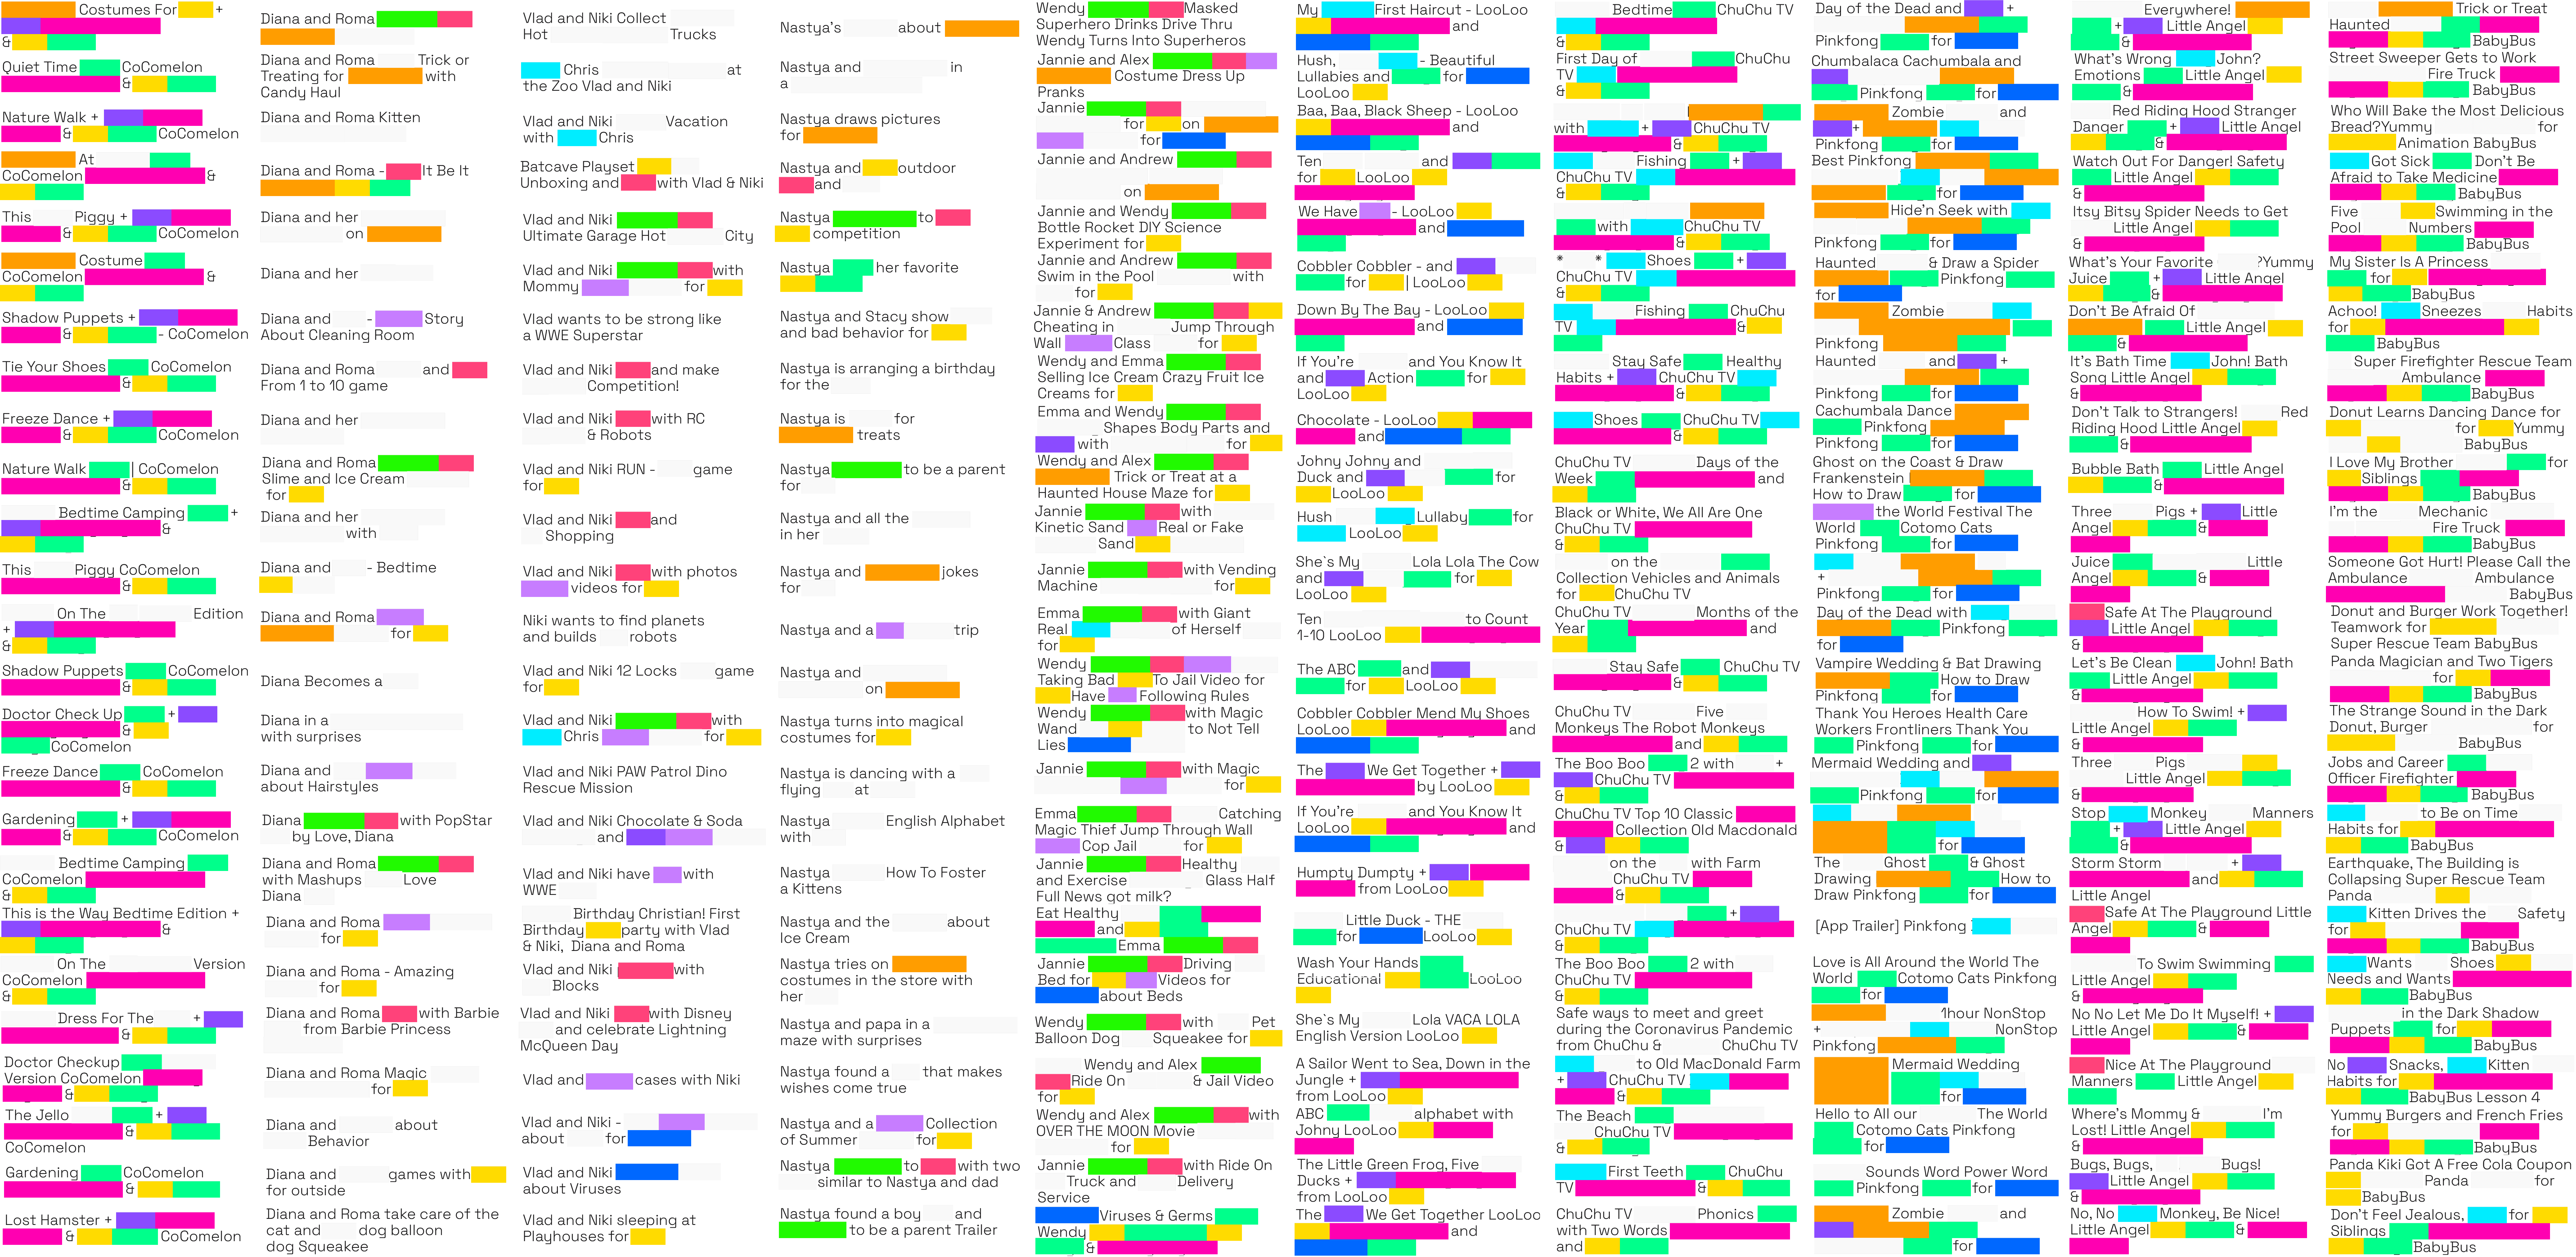 Costumes For +
&
Quiet Time CoCoMelon
&
Nature Walk +
& CoComelon
At
CoComelon &
This Piggy +
& CoComelon
Costume
CoComelon &
Shadow Puppets +
& - CoComelon
Tie Your Shoes CoComelon
&
Freeze Dance +
& CoComelon
Nature Walk | CoComelon
&
Bedtime Camping +
&
This Piggy CoComelon
&
On The Edition
+
&
Shadow Puppets CoComelon
&
Doctor Check Up +
&
CoComelon
Freeze Dance CoComelon
&
Gardening +
& CoComelon
Bedtime Camping
CoComelon
&
This is the Way Bedtime Edition +
&
On The Version
CoComelon
&
Dress For The +
&
Doctor Checkup
Version CoComelon
&
The Jello +
&
CoComelon
Gardening CoComelon
&
Lost Hamster +
& CoComelon
Diana and Roma
Diana and Roma Trick or
Treating for with
Candy Haul
Diana and Roma Kitten
Diana and Roma - It Be It
Diana and her
on
Diana and her
Diana and - Story
About Cleaning Room
Diana and Roma and
From 1 to 10 game
Diana and her
Diana and Roma
Slime and Ice Cream
for
Diana and her
with
Diana and - Bedtime
Diana and Roma
for
Diana Becomes a
Diana in a
with surprises
Diana and
about Hairstyles
Diana with PopStar
by Love, Diana
Diana and Roma
with Mashups Love
Diana
Diana and Roma
for
Diana and Roma - Amazing
for
Diana and Roma with Barbie
from Barbie Princess
Diana and Roma Magic
for
Diana and about
Behavior
Diana and games with
for outside
Diana and Roma take care of the
cat and dog balloon
dog Squeakee
Vlad and Niki Collect
Hot Trucks
Chris at
the Zoo Vlad and Niki
Vlad and Niki Vacation
with Chris
Batcave Playset
Unboxing and with Vlad & Niki
Vlad and Niki
Ultimate Garage Hot City
Vlad and Niki with
Mommy for
Vlad wants to be strong like
a WWE Superstar
Vlad and Niki and make
Competition!
Vlad and Niki with RC
& Robots
Vlad and Niki RUN - game
for
Vlad and Niki and
Shopping
Vlad and Niki with photos
videos for
Niki wants to find planets
and builds robots
Vlad and Niki 12 Locks game
for
Vlad and Niki with
Chris for
Vlad and Niki PAW Patrol Dino
Rescue Mission
Vlad and Niki Chocolate & Soda
and
Vlad and Niki have with
WWE
Birthday Christian! First
Birthday party with Vlad
& Niki, Diana and Roma
Vlad and Niki with
Blocks
Vlad and Niki with Disney
and celebrate Lightning
McQueen Day
Vlad and cases with Niki
Vlad and Niki -
about for
Vlad and Niki
about Viruses
Vlad and Niki sleeping at
Playhouses for
Nastya's about
Nastya and in
a
Nastya draws pictures
for
Nastya and outdoor
and
Nastya to
competition
Nastya her favorite
Nastya and Stacy show
and bad behavior for
Nastya is arranging a birthday
for the
Nastya is for
treats
Nastya to be a parent
for
Nastya and all the
in her
Nastya and jokes
for
Nastya and a trip
Nastya and
on
Nastya turns into magical
costumes for
Nastya is dancing with a
flying at
Nastya English Alphabet
with
Nastya How To Foster
a Kittens
Nastya and the about
Ice Cream
Nastya tries on
costumes in the store with
her
Nastya and papa in a
maze with surprises
Nastya found a that makes
wishes come true
Nastya and a Collection
of Summer for
Nastya to with two
similar to Nastya and dad
Nastya found a boy and
to be a parent Trailer
Wendy Masked
Superhero Drinks Drive Thru
Wendy Turns Into Superheros
Jannie and Alex
Costume Dress Up
Pranks
Jannie
for on
for
Jannie and Andrew
on
Jannie and Wendy
Bottle Rocket DIY Science
Experiment for
Jannie and Andrew
Swim in the Pool with
for
Jannie & Andrew
Cheating in Jump Through
Wall Class for
Wendy and Emma
Selling Ice Cream Crazy Fruit Ice
Creams for
Emma and Wendy
Shapes Body Parts and
with for
Wendy and Alex
Trick or Treat at a
Haunted House Maze for
Jannie with
Kinetic Sand Real or Fake
Sand
Jannie with Vending
Machine for
Emma with Giant
Real of Herself
for
Wendy
Taking Bad To Jail Video for
Have Following Rules
Wendy with Magic
Wand to Not Tell
Lies
Jannie with Magic
for
Emma Catching
Magic Thief Jump Through Wall
Cop Jail for
Jannie Healthy
and Exercise Glass Half
Full News got milk?
Eat Healthy
and
Emma
Jannie Driving
Bed for Videos for
about Beds
Wendy with Pet
Balloon Dog Squeakee for
Wendy and Alex
Ride On & Jail Video
for
Wendy and Alex with
OVER THE MOON Movie
for
Jannie with Ride On
Truck and Delivery
Service
Viruses & Germs
Wendy
&
My First Haircut - LooLoo
and
Hush, - Beautiful
Lullabies and for
LooLoo
Baa, Baa, Black Sheep - LooLoo
and
Ten and
for LooLoo
We Have - LooLoo
and
Cobbler Cobbler - and
for | LooLoo
Down By The Bay - LooLoo
and
If You're and You Know It
and Action for
LooLoo
Chocolate - LooLoo
and
Johny Johny and
Duck and for
LooLoo
Hush Lullaby for
LooLoo
She`s My Lola Lola The Cow
and for
LooLoo
Ten to Count
1-10 LooLoo
The ABC and
for LooLoo
Cobbler Cobbler Mend My Shoes
LooLoo and
The We Get Together +
by LooLoo
If You're and You Know It
LooLoo and
Humpty Dumpty +
from LooLoo
Little Duck - THE
for LooLoo
Wash Your Hands
Educational LooLoo
She`s My Lola VACA LOLA
English Version LooLoo
A Sailor Went to Sea, Down in the
Jungle +
from LooLoo
ABC alphabet with
Johny LooLoo
The Little Green Frog, Five
Ducks +
from LooLoo
The We Get Together LooLoo
and
Bedtime ChuChu TV
&
First Day of ChuChu
TV
&
with + ChuChu TV
&
Fishing +
ChuChu TV
&
with ChuChu TV
&
* * Shoes +
ChuChu TV
&
Fishing ChuChu
TV &
Stay Safe Healthy
Habits + ChuChu TV
&
Shoes ChuChu TV
&
ChuChu TV Days of the
Week and
Black or White, We All Are One
ChuChu TV
&
on the
Collection Vehicles and Animals
for ChuChu TV
ChuChu TV Months of the
Year and
Stay Safe ChuChu TV
&
ChuChu TV Five
Monkeys The Robot Monkeys
and
The Boo Boo 2 with +
ChuChu TV
&
ChuChu TV Top 10 Classic
Collection Old Macdonald
&
on the with Farm
ChuChu TV
&
+
ChuChu TV
&
The Boo Boo 2 with
ChuChu TV
&
Safe ways to meet and greet
during the Coronavirus Pandemic
from ChuChu & ChuChu TV
to Old MacDonald Farm
+ ChuChu TV
&
The Beach
ChuChu TV
&
First Teeth ChuChu
TV &
ChuChu TV Phonics
with Two Words
and
Day of the Dead and +
Pinkfong for
Chumbalaca Cachumbala and
Pinkfong for
Zombie and
+
Pinkfong for
Best Pinkfong
for
Hide'n Seek with
Pinkfong for
Haunted & Draw a Spider
Pinkfong
for
Zombie
Pinkfong
Haunted and +
Pinkfong for
Cachumbala Dance
Pinkfong
Pinkfong for
Ghost on the Coast & Draw
Frankenstein
How to Draw for
the World Festival The
World Cotomo Cats
Pinkfong for
+
Pinkfong for
Day of the Dead with
Pinkfong
for
Vampire Wedding & Bat Drawing
How to Draw
Pinkfong for
Thank You Heroes Health Care
Workers Frontliners Thank You
Pinkfong for
Mermaid Wedding and
Pinkfong for
for
The Ghost & Ghost
Drawing How to
Draw Pinkfong for
[App Trailer] Pinkfong
Love is All Around the World The
World Cotomo Cats Pinkfong
for
1hour NonStop
+ NonStop
Pinkfong
Mermaid Wedding
for
Hello to All our The World
Cotomo Cats Pinkfong
for
Sounds Word Power Word
Pinkfong for
Zombie and
for
Everywhere!
+ Little Angel
&
What's Wrong John?
Emotions Little Angel
&
Red Riding Hood Stranger
Danger + Little Angel
&
Watch Out For Danger! Safety
Little Angel
&
Itsy Bitsy Spider Needs to Get
Little Angel
&
What's Your Favorite ?Yummy
Juice + Little Angel
&
Don't Be Afraid Of
Little Angel
&
It's Bath Time John! Bath
Song Little Angel
&
Don't Talk to Strangers! Red
Riding Hood Little Angel
&
Bubble Bath Little Angel
&
Three Pigs + Little
Angel &
Juice Little
Angel &
Safe At The Playground
Little Angel
&
Let's Be Clean John! Bath
Little Angel
&
How To Swim! +
Little Angel
&
Three Pigs
Little Angel
&
Stop Monkey Manners
+ Little Angel
&
Storm Storm +
and
Little Angel
Safe At The Playground Little
Angel &
To Swim Swimming
Little Angel
&
No No Let Me Do It Myself! +
Little Angel &
Nice At The Playground
Manners Little Angel
&
Where's Mommy & I'm
Lost! Little Angel
&
Bugs, Bugs, Bugs!
Little Angel
&
No, No Monkey, Be Nice!
Little Angel &
Trick or Treat
Haunted
BabyBus
Street Sweeper Gets to Work
Fire Truck
BabyBus
Who Will Bake the Most Delicious
Bread?Yummy for
Animation BabyBus
Got Sick Don't Be
Afraid to Take Medicine
BabyBus
Five Swimming in the
Pool Numbers
BabyBus
My Sister Is A Princess
for
BabyBus
Achoo! Sneezes Habits
for
BabyBus
Super Firefighter Rescue Team
Ambulance
BabyBus
Donut Learns Dancing Dance for
for Yummy
BabyBus
I Love My Brother for
Siblings
BabyBus
I'm the Mechanic
Fire Truck
BabyBus
Someone Got Hurt! Please Call the
Ambulance Ambulance
BabyBus
Donut and Burger Work Together!
Teamwork for
Super Rescue Team BabyBus
Panda Magician and Two Tigers
for
BabyBus
The Strange Sound in the Dark
Donut, Burger for
BabyBus
Jobs and Career
Officer Firefighter
BabyBus
to Be on Time
Habits for
BabyBus
Earthquake, The Building is
Collapsing Super Rescue Team
Panda
Kitten Drives the Safety
for
BabyBus
Wants Shoes
Needs and Wants
BabyBus
in the Dark Shadow
Puppets for
BabyBus
No Snacks, Kitten
Habits for
BabyBus Lesson 4
Yummy Burgers and French Fries
for
BabyBus
Panda Kiki Got A Free Cola Coupon
Panda for
BabyBus
Don't Feel Jealous, for
Siblings
BabyBus